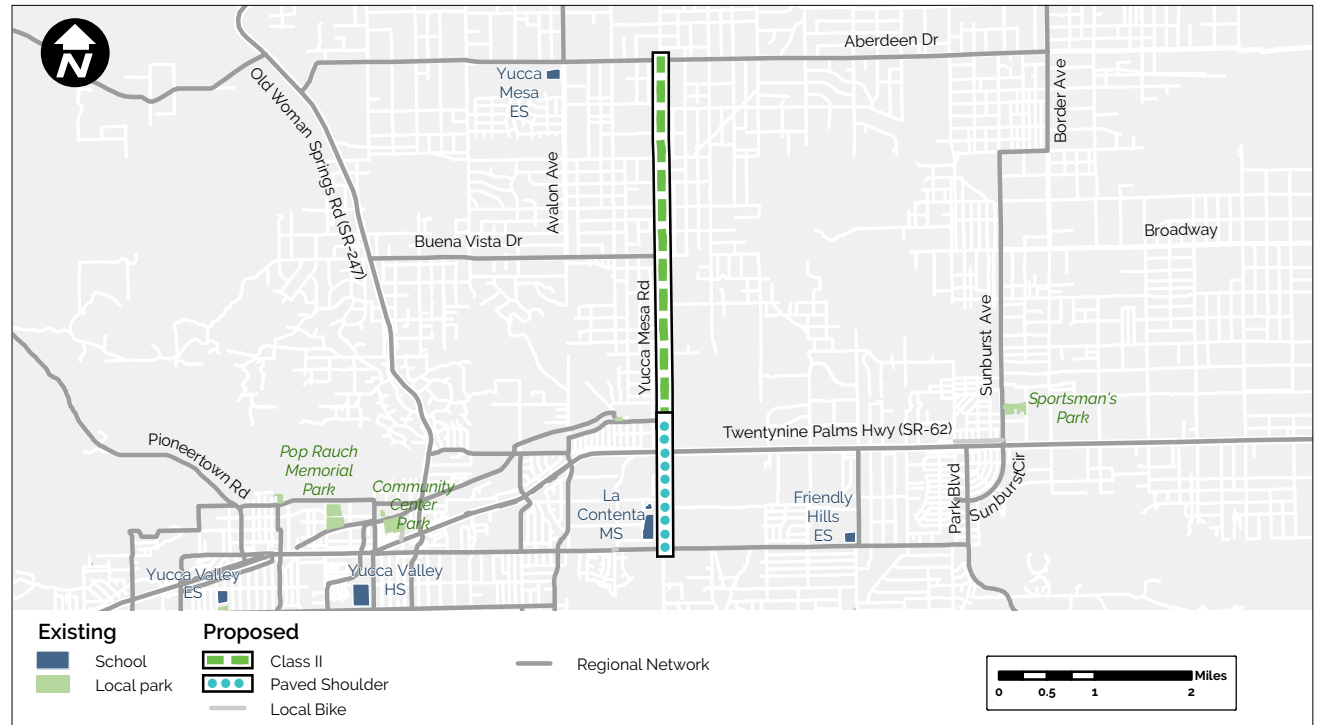 N
Aberdeen Dr
Yucca
Mesa
ES
Old Woman Springs Rd (SR-247)
Border Ave
Avalon Ave
Buena Vista Dr
Broadway
Yucca Mesa Rd
Sunburst Ave
Sportsman's
Park
Twentynine Palms Hwy (SR-62)
Pioneertown Rd
Pop Rauch
Memorial
Park
Community
Center
Park
La
Contenta
MS
Friendly
Hills
ES
Park Blvd
Sunburst Cir
Yucca Valley
ES
Yucca Valley
HS
Existing
School
Local park
Proposed
Class II
Paved Shoulder
Local Bike
Regional Network
Miles
0 0.5 1 2